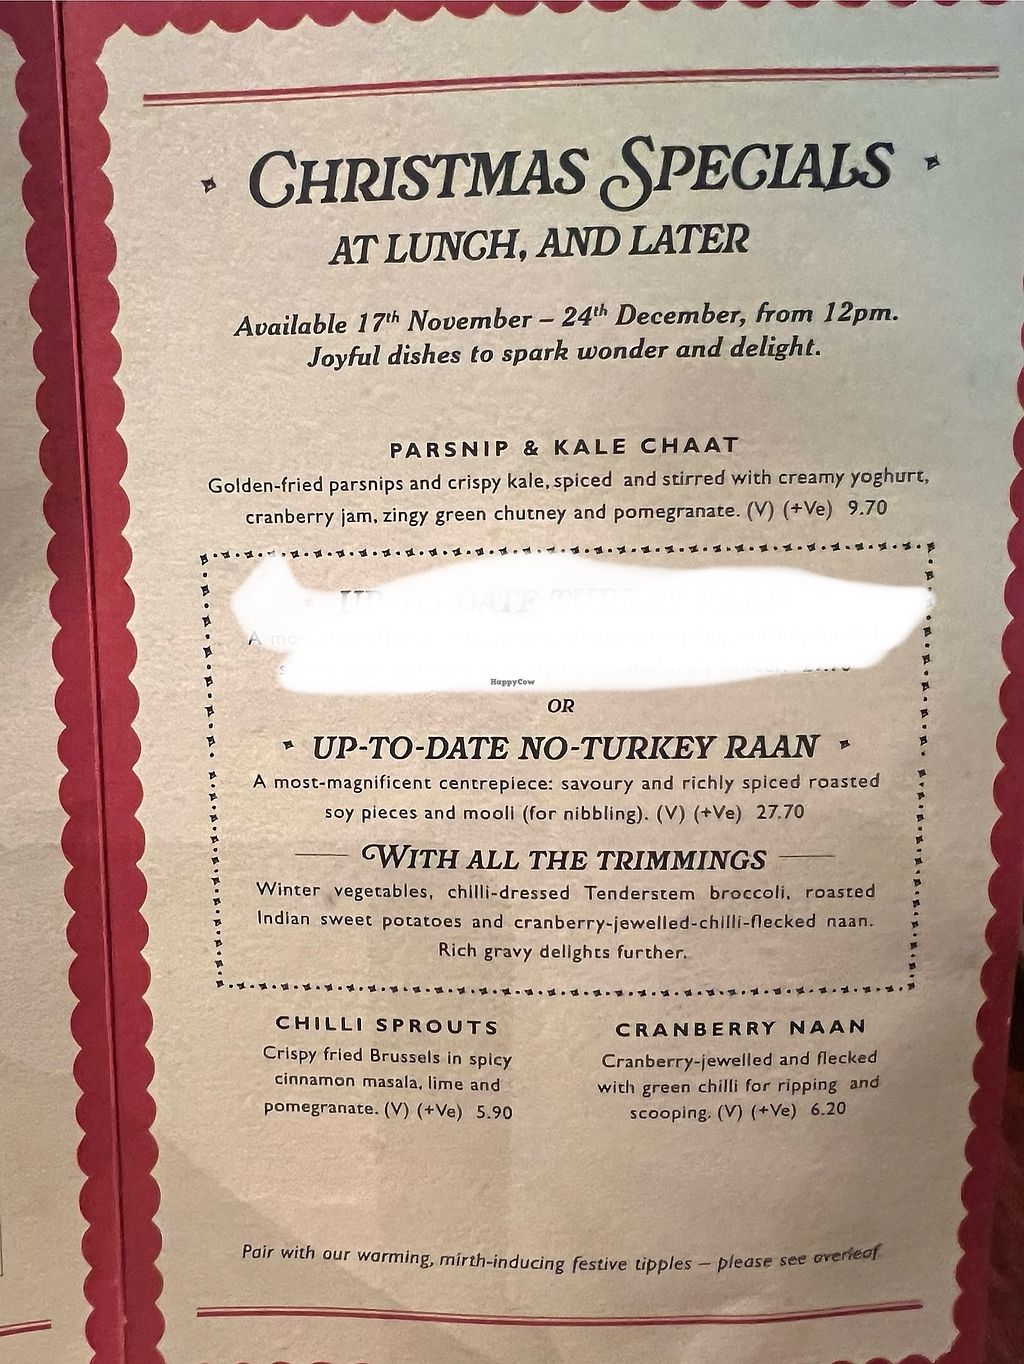 CHRISTMAS SPECIALS
AT LUNCH, AND LATER
Available 17th November – 24th December, from 12pm.
Joyful dishes to spark wonder and delight.
PARSNIP & KALE CHAAT
Golden-fried parsnips and crispy kale, spiced and stirred with creamy yoghurt,
cranberry jam, zingy green chutney and pomegranate. (V) (+Ve) 9.70
UP-TO-DATE TURKEY RAAN
A
HappyCow
OR
UP-TO-DATE NO-TURKEY RAAN
A most-magnificent centrepiece: savoury and richly spiced roasted
soy pieces and mooli (for nibbling). (V) (+Ve) 27.70
WITH ALL THE TRIMMINGS
Winter vegetables, chilli-dressed Tenderstem broccoli, roasted
Indian sweet potatoes and cranberry-jewelled-chilli-flecked naan.
Rich gravy delights further.
CHILLI SPROUTS
Crispy fried Brussels in spicy
cinnamon masala, lime and
pomegranate. (V) (+Ve) 5.90
CRANBERRY NAAN
Cranberry-jewelled and flecked
with green chilli for ripping and
scooping. (V) (+Ve) 6.20
Pair with our warming, mirth-inducing festive tipples – please see overleaf